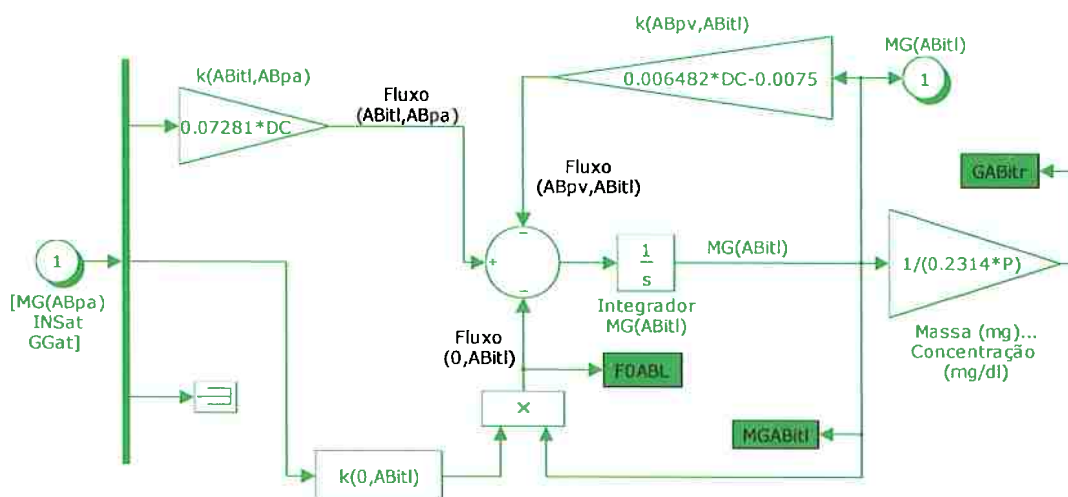 k(ABpv,ABitl)
MG(ABitl)
k(ABitl,ABpa)
0.006482*DC-0.0075
1
Fluxo
(ABitl,ABpa)
0.07281*DC
Fluxo
(ABpv,ABitl)
GABitr
1
[MG(ABpa)
INSat
GGat]
−
+
−
1
s
MG(ABitl)
1/(0.2314*P)
Integrador
MG(ABitl)
Massa (mg)...
Concentração
(mg/dl)
Fluxo
(0,ABitl)
F0ABL
×
MGABitl
k(0,ABitl)